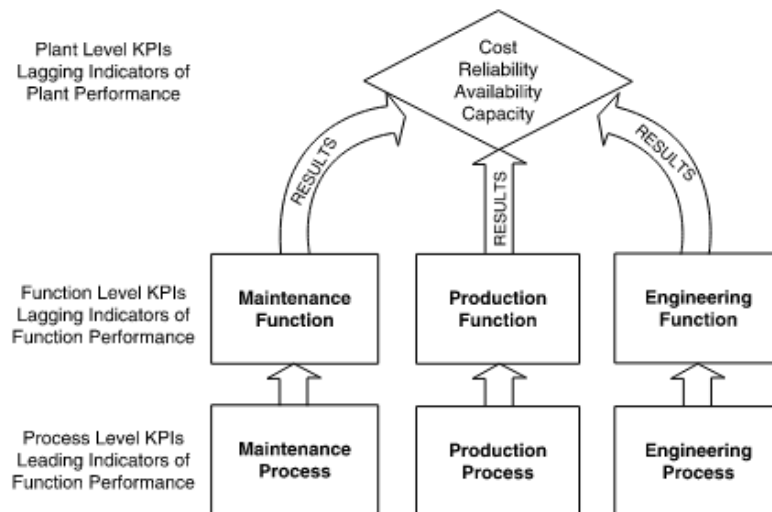 Plant Level KPIs
Lagging Indicators of
Plant Performance
Cost
Reliability
Availability
Capacity
RESULTS
RESULTS
RESULTS
Function Level KPIs
Lagging Indicators of
Function Performance
Maintenance
Function
Production
Function
Engineering
Function
Process Level KPIs
Leading Indicators of
Function Performance
Maintenance
Process
Production
Process
Engineering
Process